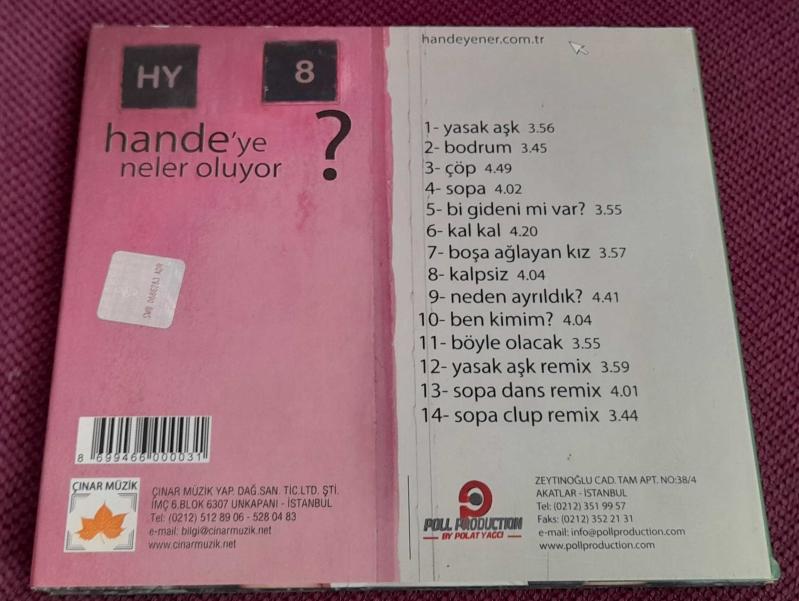 HY
8
hande'ye
neler oluyor
?
8 699466 000031
ÇINAR MÜZİK
ÇINAR MÜZİK YAP. DAĞ.SAN. TİC.LTD. ŞTİ.
İMÇ 6.BLOK 6307 UNKAPANI - İSTANBUL
Tel: (0212) 512 89 06 - 528 04 83
e-mail: bilgi@cinarmuzik.net
www.cinarmuzik.net
handeyener.com.tr
1- yasak aşk 3.56
2- bodrum 3.45
3- çöp 4.49
4- sopa 4.02
5- bi gideni mi var? 3.55
6- kal kal 4.20
7- boşa ağlayan kız 3.57
8- kalpsiz 4.04
9- neden ayrıldık? 4.41
10- ben kimim? 4.04
11- böyle olacak 3.55
12- yasak aşk remix 3.59
13- sopa dans remix 4.01
14- sopa clup remix 3.44
POLL PRODUCTION
BY POLAT YAĞCI
ZEYTINOĞLU CAD. TAM APT. NO:38/4
AKATLAR - İSTANBUL
Tel: (0212) 351 99 57
Faks: (0212) 352 21 31
e-mail: info@pollproduction.com
www.pollproduction.com